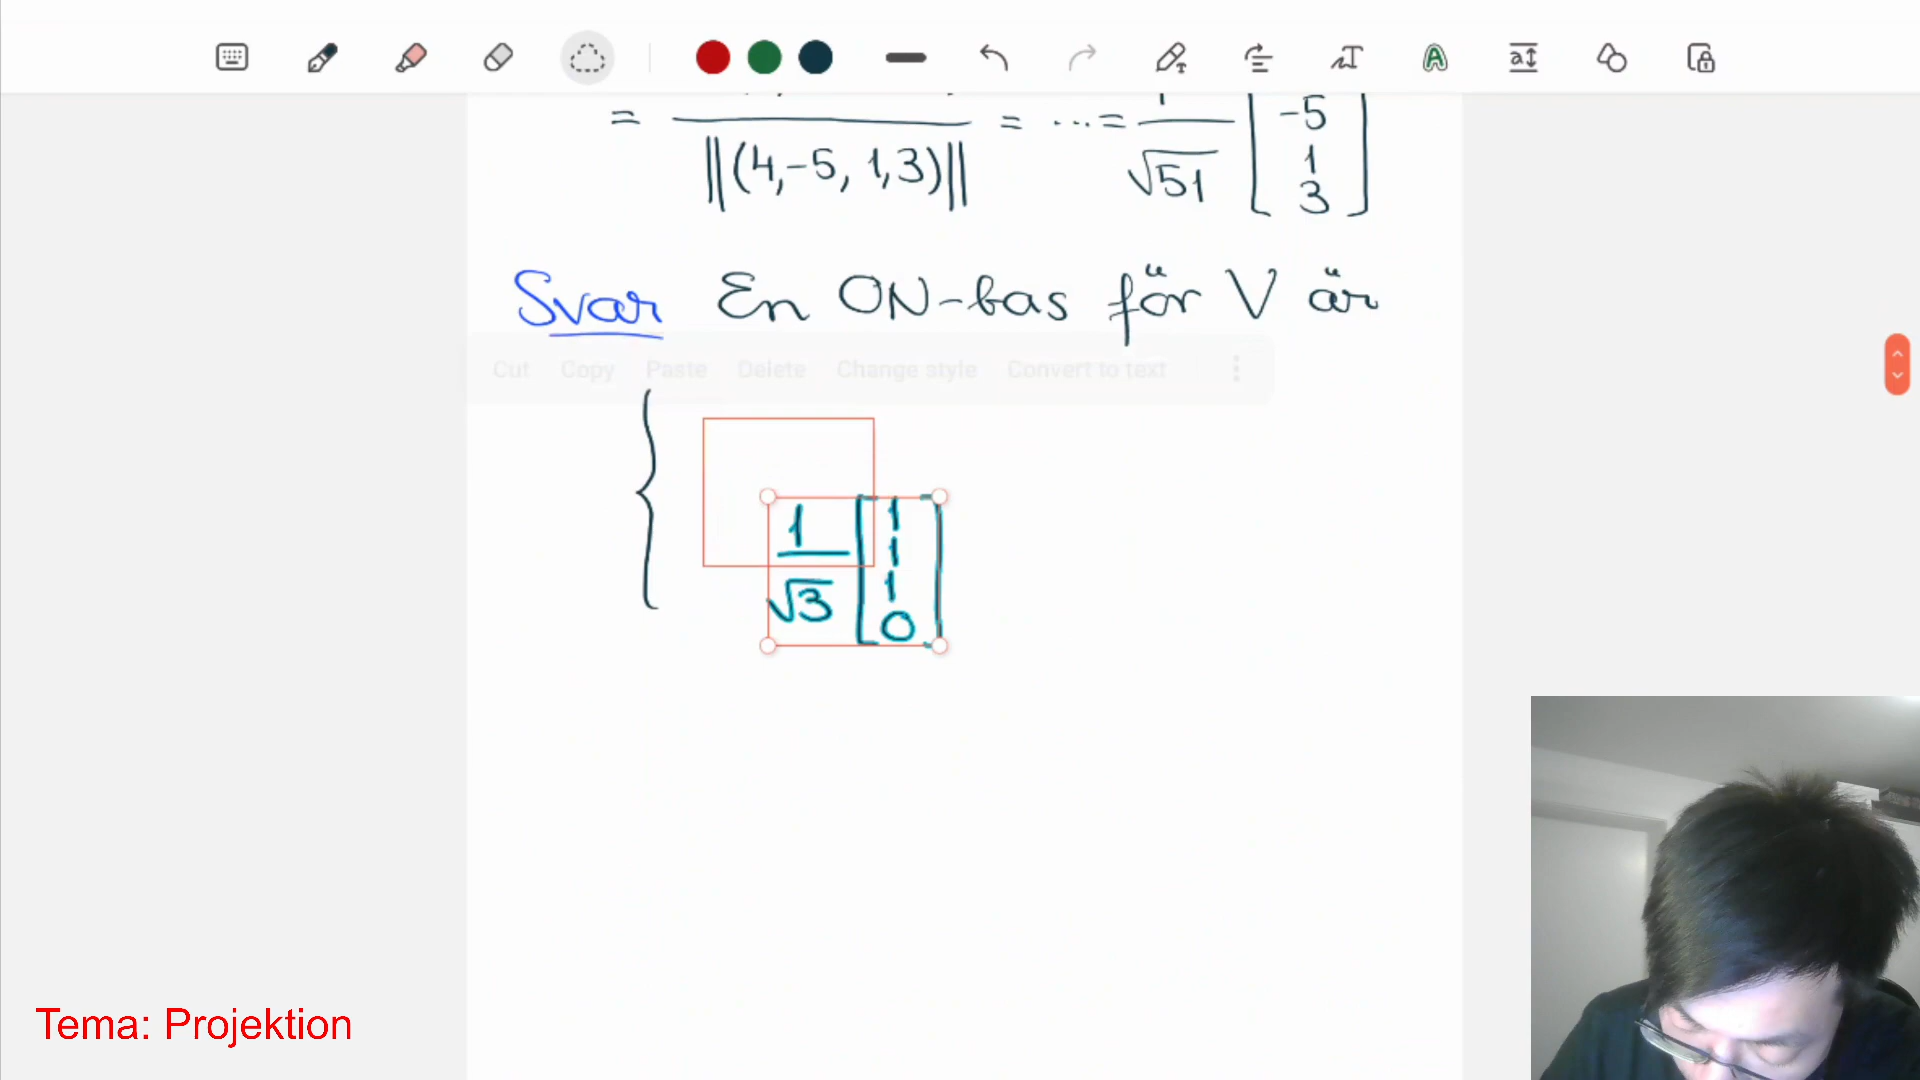 = ‖(4,-5, 1,3)‖ = ...= 1/√51 [-5 1 3]
Svar En ON-bas för V är
Cut Copy Paste Delete Change style Convert to text
{ 1/√3 [1 1 1 0]
Tema: Projektion